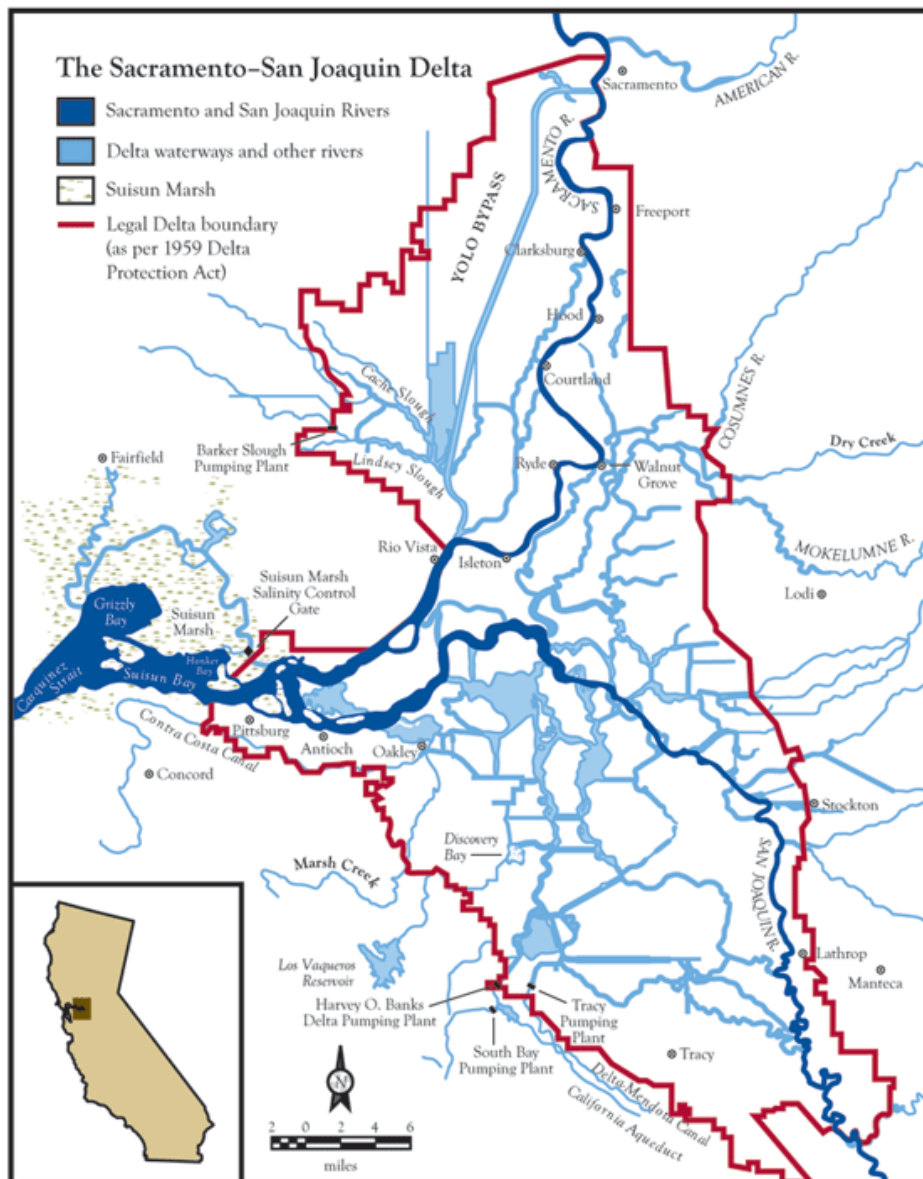 The Sacramento–San Joaquin Delta
Sacramento and San Joaquin Rivers
Delta waterways and other rivers
Suisun Marsh
Legal Delta boundary
(as per 1959 Delta
Protection Act)
Sacramento
AMERICAN R.
SACRAMENTO R.
YOLO BYPASS
Freeport
Clarksburg
Hood
Courtland
COSUMNES R.
Cache Slough
Barker Slough
Pumping Plant
Lindsey Slough
Ryde
Walnut
Grove
Dry Creek
Fairfield
MOKELUMNE R.
Rio Vista
Isleton
Lodi
Suisun Marsh
Salinity Control
Gate
Grizzly
Bay
Suisun
Marsh
Honker
Bay
Suisun Bay
Carquinez
Strait
Pittsburg
Antioch
Oakley
Contra Costa Canal
Concord
Stockton
Discovery
Bay
Marsh Creek
SAN JOAQUIN R.
Los Vaqueros
Reservoir
Lathrop
Manteca
Harvey O. Banks
Delta Pumping Plant
Tracy
Pumping
Plant
South Bay
Pumping Plant
Tracy
Delta-Mendota Canal
California Aqueduct
N
2 0 2 4 6
miles